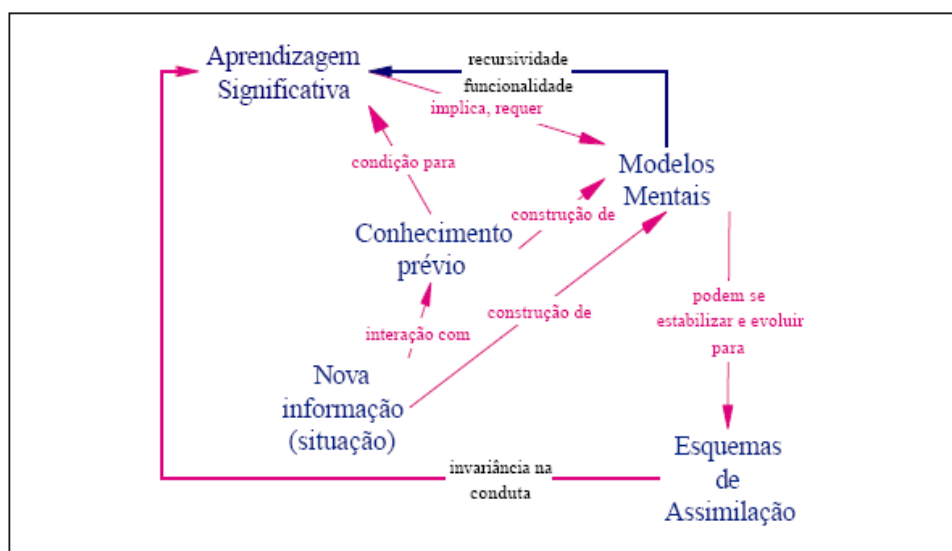 Aprendizagem
Significativa
recursividade
funcionalidade
implica, requer
Modelos
Mentais
condição para
construção de
Conhecimento
prévio
interação com
construção de
podem se
estabilizar e evoluir
para
Nova
informação
(situação)
Esquemas
de
Assimilação
invariância na
conduta